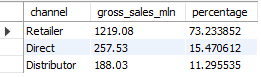 channel gross_sales_mln percentage
Retailer 1219.08 73.233852
Direct 257.53 15.470612
Distributor 188.03 11.295535